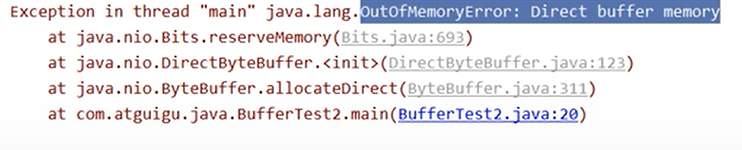 Exception in thread "main" java.lang.OutOfMemoryError: Direct buffer memory
at java.nio.Bits.reserveMemory(Bits.java:693)
at java.nio.DirectByteBuffer.<init>(DirectByteBuffer.java:123)
at java.nio.ByteBuffer.allocateDirect(ByteBuffer.java:311)
at com.atguigu.java.BufferTest2.main(BufferTest2.java:20)